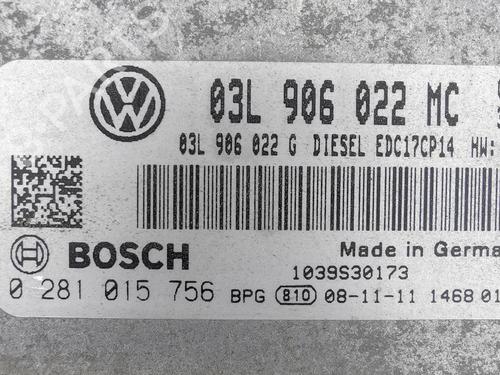 03L 906 022 MC
03L 906 022 G DIESEL EDC17CP14 HW:
BOSCH
Made in Germa
1039S30173
0 281 015 756 BPG 810 08-11-11 1468 01